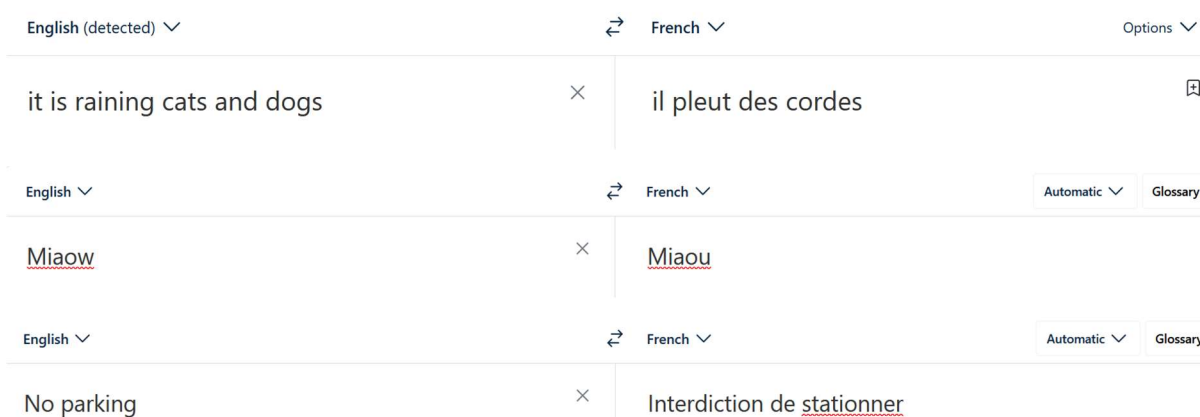 English (detected) French Options
it is raining cats and dogs il pleut des cordes
English French Automatic Glossary
Miaow Miaou
English French Automatic Glossary
No parking Interdiction de stationner